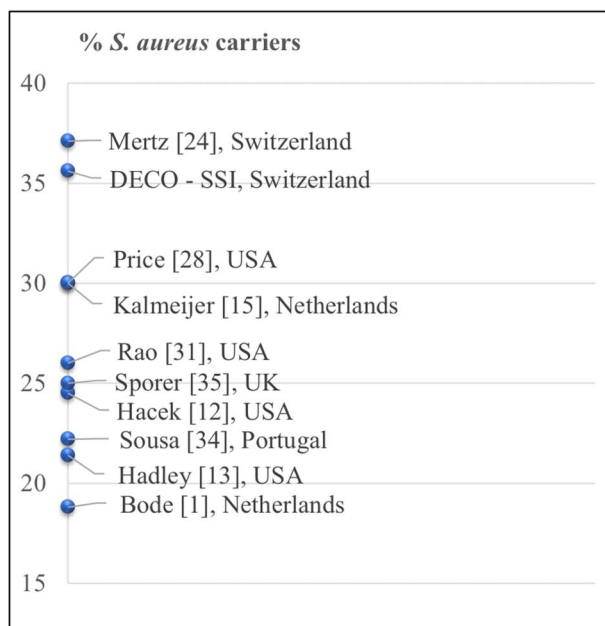 % S. aureus carriers
40
Mertz [24], Switzerland
35
DECO - SSI, Switzerland
Price [28], USA
30
Kalmeijer [15], Netherlands
Rao [31], USA
25
Sporer [35], UK
Hacek [12], USA
Sousa [34], Portugal
Hadley [13], USA
20
Bode [1], Netherlands
15